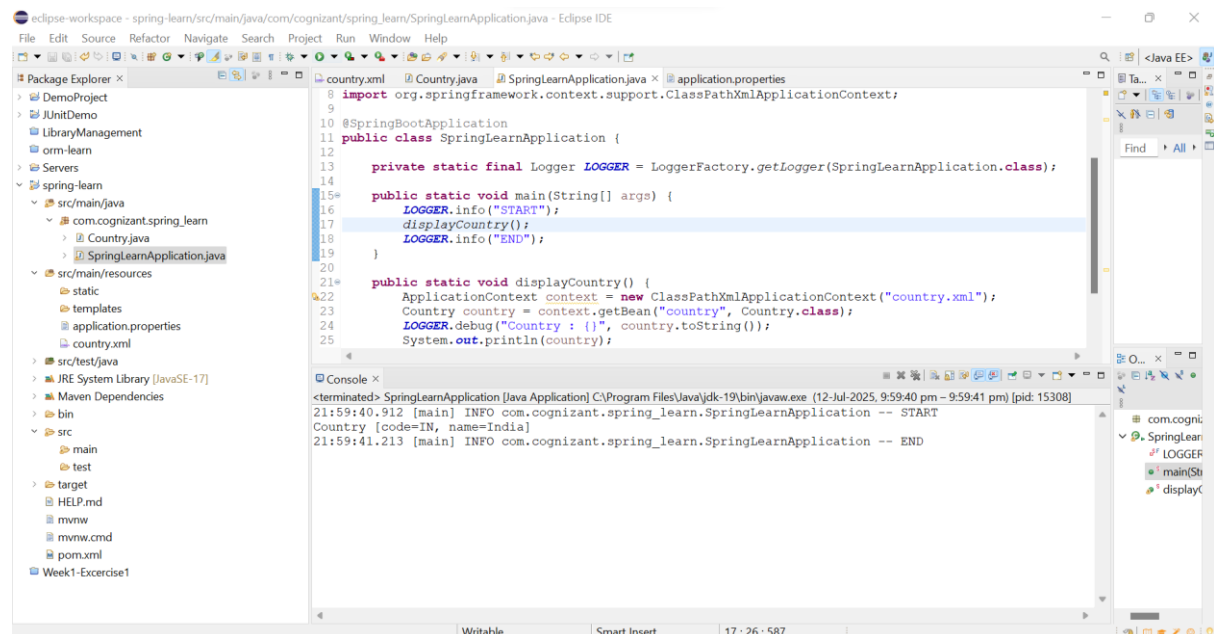 eclipse-workspace - spring-learn/src/main/java/com/cognizant/spring_learn/SpringLearnApplication.java - Eclipse IDE
File Edit Source Refactor Navigate Search Project Run Window Help
<Java EE>
Package Explorer
DemoProject
JUnitDemo
LibraryManagement
orm-learn
Servers
spring-learn
src/main/java
com.cognizant.spring_learn
Country.java
SpringLearnApplication.java
src/main/resources
static
templates
application.properties
country.xml
src/test/java
JRE System Library [JavaSE-17]
Maven Dependencies
bin
src
main
test
target
HELP.md
mvnw
mvnw.cmd
pom.xml
Week1-Excercise1
country.xml Country.java SpringLearnApplication.java application.properties
8 import org.springframework.context.support.ClassPathXmlApplicationContext;
9
10 @SpringBootApplication
11 public class SpringLearnApplication {
12
13 private static final Logger LOGGER = LoggerFactory.getLogger(SpringLearnApplication.class);
14
15 public static void main(String[] args) {
16 LOGGER.info("START");
17 displayCountry();
18 LOGGER.info("END");
19 }
20
21 public static void displayCountry() {
22 ApplicationContext context = new ClassPathXmlApplicationContext("country.xml");
23 Country country = context.getBean("country", Country.class);
24 LOGGER.debug("Country : {}", country.toString());
25 System.out.println(country);
Console
<terminated> SpringLearnApplication [Java Application] C:\Program Files\Java\jdk-19\bin\javaw.exe (12-Jul-2025, 9:59:40 pm – 9:59:41 pm) [pid: 15308]
21:59:40.912 [main] INFO com.cognizant.spring_learn.SpringLearnApplication -- START
Country [code=IN, name=India]
21:59:41.213 [main] INFO com.cognizant.spring_learn.SpringLearnApplication -- END
Ta...
Find All
O...
com.cogni
SpringLear
LOGGER
main(St
display
Writable Smart Insert 17 : 26 : 587